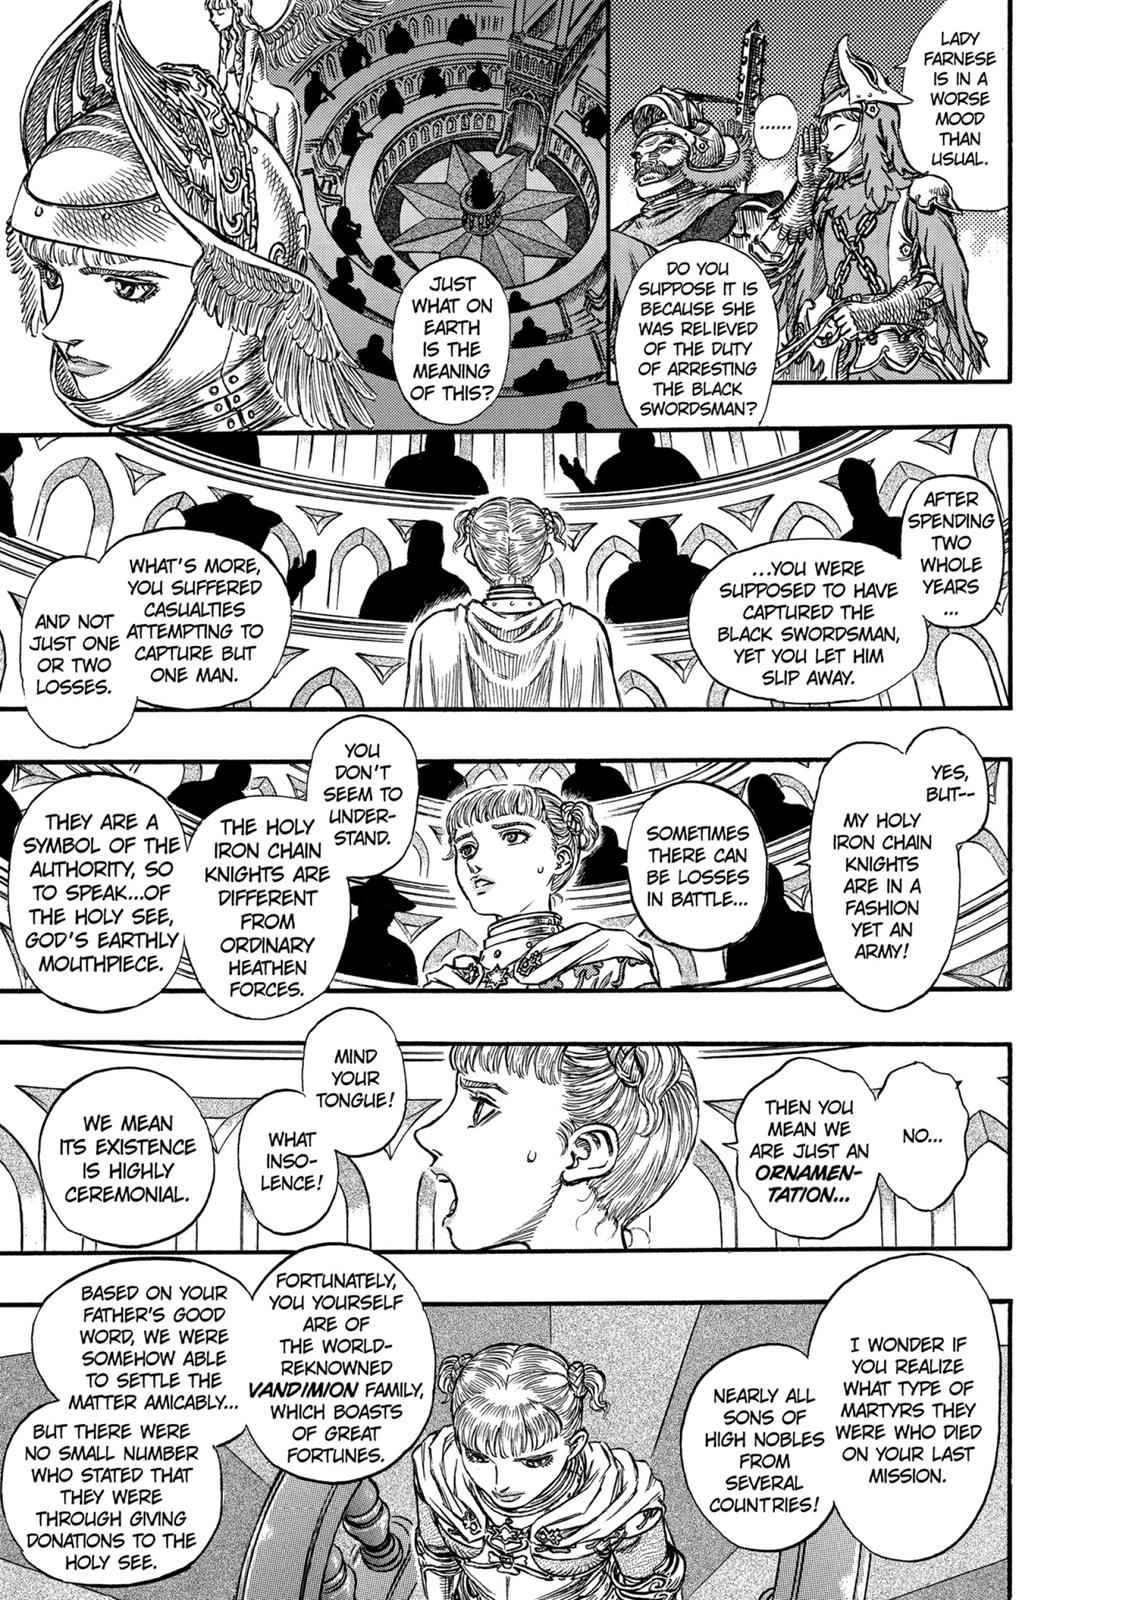 LADY
FARNESE
IS IN A
WORSE
MOOD
THAN
USUAL.
......
DO YOU
SUPPOSE IT IS
BECAUSE SHE
WAS RELIEVED
OF THE DUTY
OF ARRESTING
THE BLACK
SWORDSMAN?
JUST
WHAT ON
EARTH
IS THE
MEANING
OF THIS?
AFTER
SPENDING
TWO
WHOLE
YEARS
...
...YOU WERE
SUPPOSED TO HAVE
CAPTURED THE
BLACK SWORDSMAN,
YET YOU LET HIM
SLIP AWAY.
WHAT'S MORE,
YOU SUFFERED
CASUALTIES
ATTEMPTING TO
CAPTURE BUT
ONE MAN.
AND NOT
JUST ONE
OR TWO
LOSSES.
YES,
BUT--
MY HOLY
IRON CHAIN
KNIGHTS
ARE IN A
FASHION
YET AN
ARMY!
SOMETIMES
THERE CAN
BE LOSSES
IN BATTLE...
YOU
DON'T
SEEM TO
UNDER-
STAND.
THE HOLY
IRON CHAIN
KNIGHTS ARE
DIFFERENT
FROM
ORDINARY
HEATHEN
FORCES.
THEY ARE A
SYMBOL OF THE
AUTHORITY, SO
TO SPEAK...OF
THE HOLY SEE,
GOD'S EARTHLY
MOUTHPIECE.
NO...
THEN YOU
MEAN WE
ARE JUST AN
ORNAMEN-
TATION...
MIND
YOUR
TONGUE!
WHAT
INSO-
LENCE!
WE MEAN
ITS EXISTENCE
IS HIGHLY
CEREMONIAL.
I WONDER IF
YOU REALIZE
WHAT TYPE OF
MARTYRS THEY
WERE WHO DIED
ON YOUR LAST
MISSION.
NEARLY ALL
SONS OF
HIGH NOBLES
FROM
SEVERAL
COUNTRIES!
FORTUNATELY,
YOU YOURSELF
ARE OF
THE WORLD-
REKNOWNED
VANDIMION FAMILY,
WHICH BOASTS
OF GREAT
FORTUNES.
BASED ON YOUR
FATHER'S GOOD
WORD, WE WERE
SOMEHOW ABLE
TO SETTLE THE
MATTER AMICABLY...
BUT THERE WERE
NO SMALL NUMBER
WHO STATED THAT
THEY WERE
THROUGH GIVING
DONATIONS TO THE
HOLY SEE.